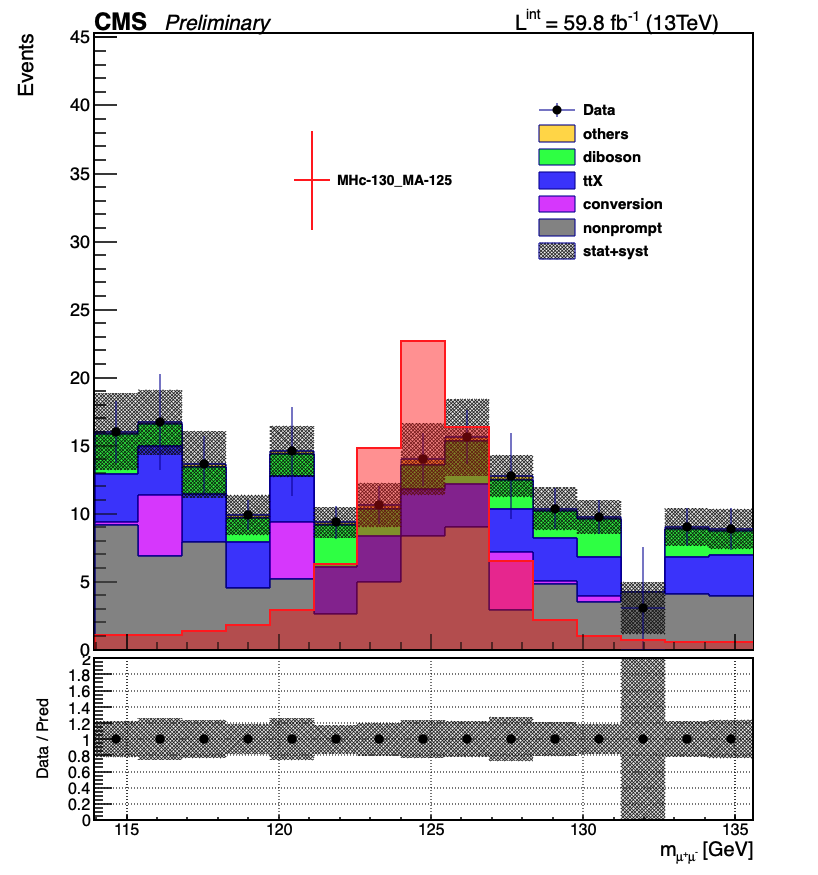 CMS Preliminary L^int = 59.8 fb⁻¹ (13TeV)
Events
45
40
35
30
25
20
15
10
5
0
Data
others
diboson
ttX
conversion
nonprompt
stat+syst
MHc-130_MA-125
Data / Pred
2
1.8
1.6
1.4
1.2
1
0.8
0.6
0.4
0.2
0
115 120 125 130 135
m_μ⁺μ⁻ [GeV]